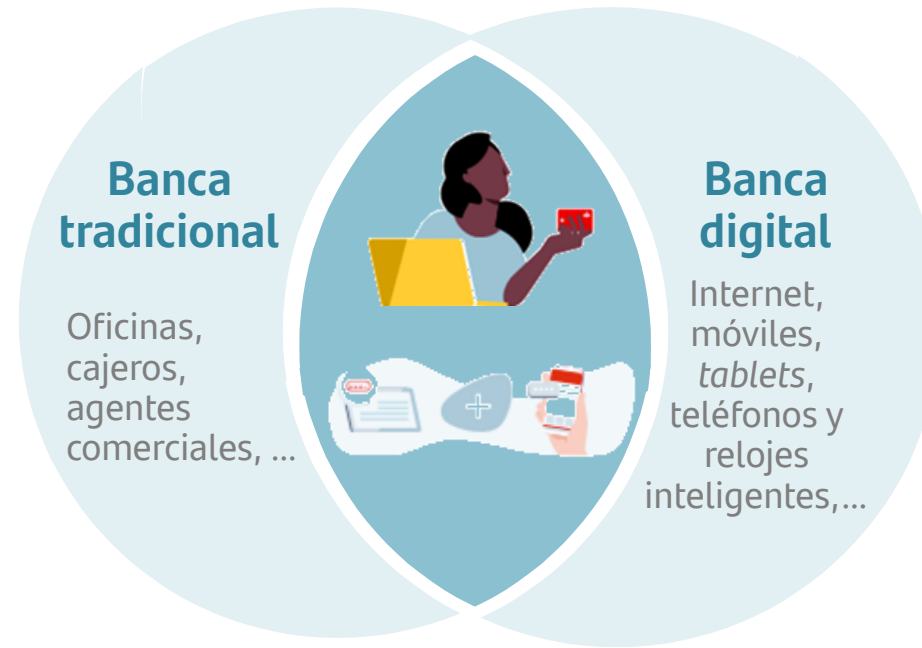 Banca
tradicional
Oficinas,
cajeros,
agentes
comerciales, ...
Banca
digital
Internet,
móviles,
tablets,
teléfonos y
relojes
inteligentes,...